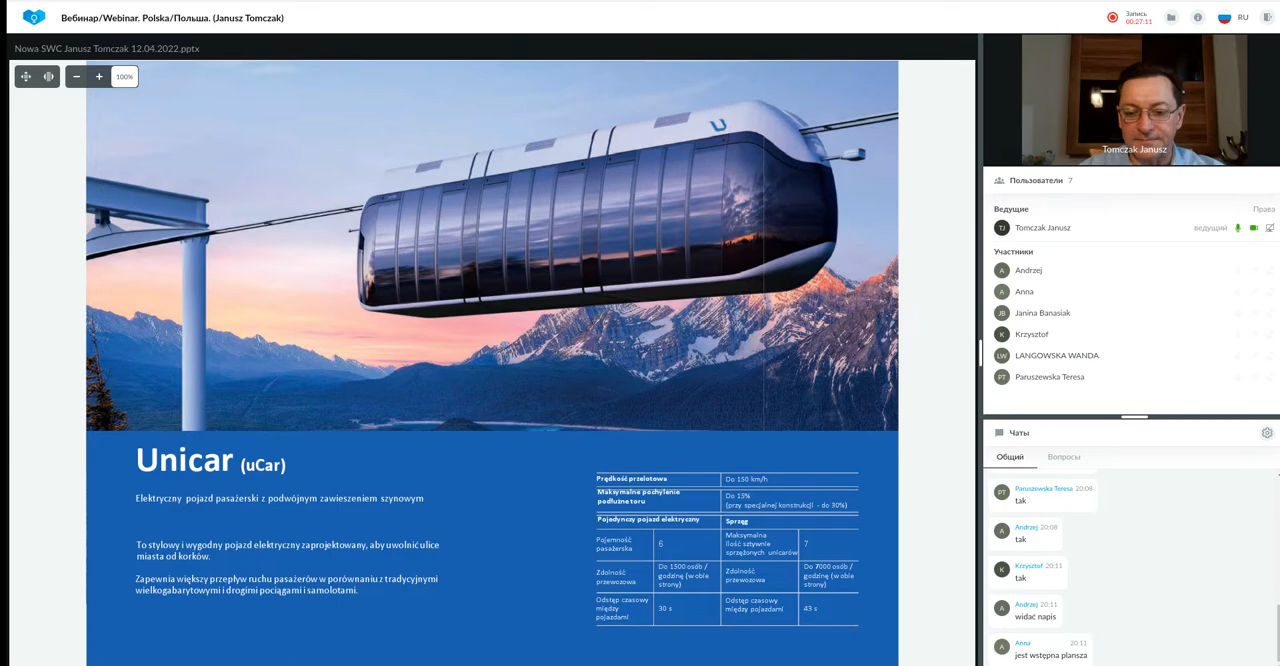 Вебинар/Webinar. Polska/Польша. (Janusz Tomczak)
Запись
00:27:11
RU
Nowa SWC Janusz Tomczak 12.04.2022.pptx
100%
Unicar (uCar)
Elektryczny pojazd pasażerski z podwójnym zawieszeniem szynowym
To stylowy i wygodny pojazd elektryczny zaprojektowany, aby uwolnić ulice
miasta od korków.
Zapewnia większy przepływ ruchu pasażerów w porównaniu z tradycyjnymi
wielkogabarytowymi i drogimi pociągami i samolotami.
Prędkość przelotowa
Do 150 km/h
Maksymalne pochylenie
podłużne toru
Do 15%
(przy specjalnej konstrukcji - do 30%)
Pojedynczy pojazd elektryczny
Sprzęg
Pojemność
pasażerska
6
Maksymalna
ilość sztywnie
sprzężonych unicarów
7
Zdolność
przewozowa
Do 1500 osób /
godzinę (w obie
strony)
Zdolność
przewozowa
Do 7000 osób /
godzinę (w obie
strony)
Odstęp czasowy
między
pojazdami
30 s
Odstęp czasowy
między pojazdami
43 s
Tomczak Janusz
Пользователи 7
Ведущие
Права
TJ
Tomczak Janusz
ведущий
Участники
A
Andrzej
A
Anna
JB
Janina Banasiak
K
Krzysztof
LW
LANGOWSKA WANDA
PT
Paruszewska Teresa
Чаты
Общий
Вопросы
PT
Paruszewska Teresa 20:08
tak
A
Andrzej 20:08
tak
K
Krzysztof 20:11
tak
A
Andrzej 20:11
widać napis
A
Anna 20:11
jest wstępna plansza